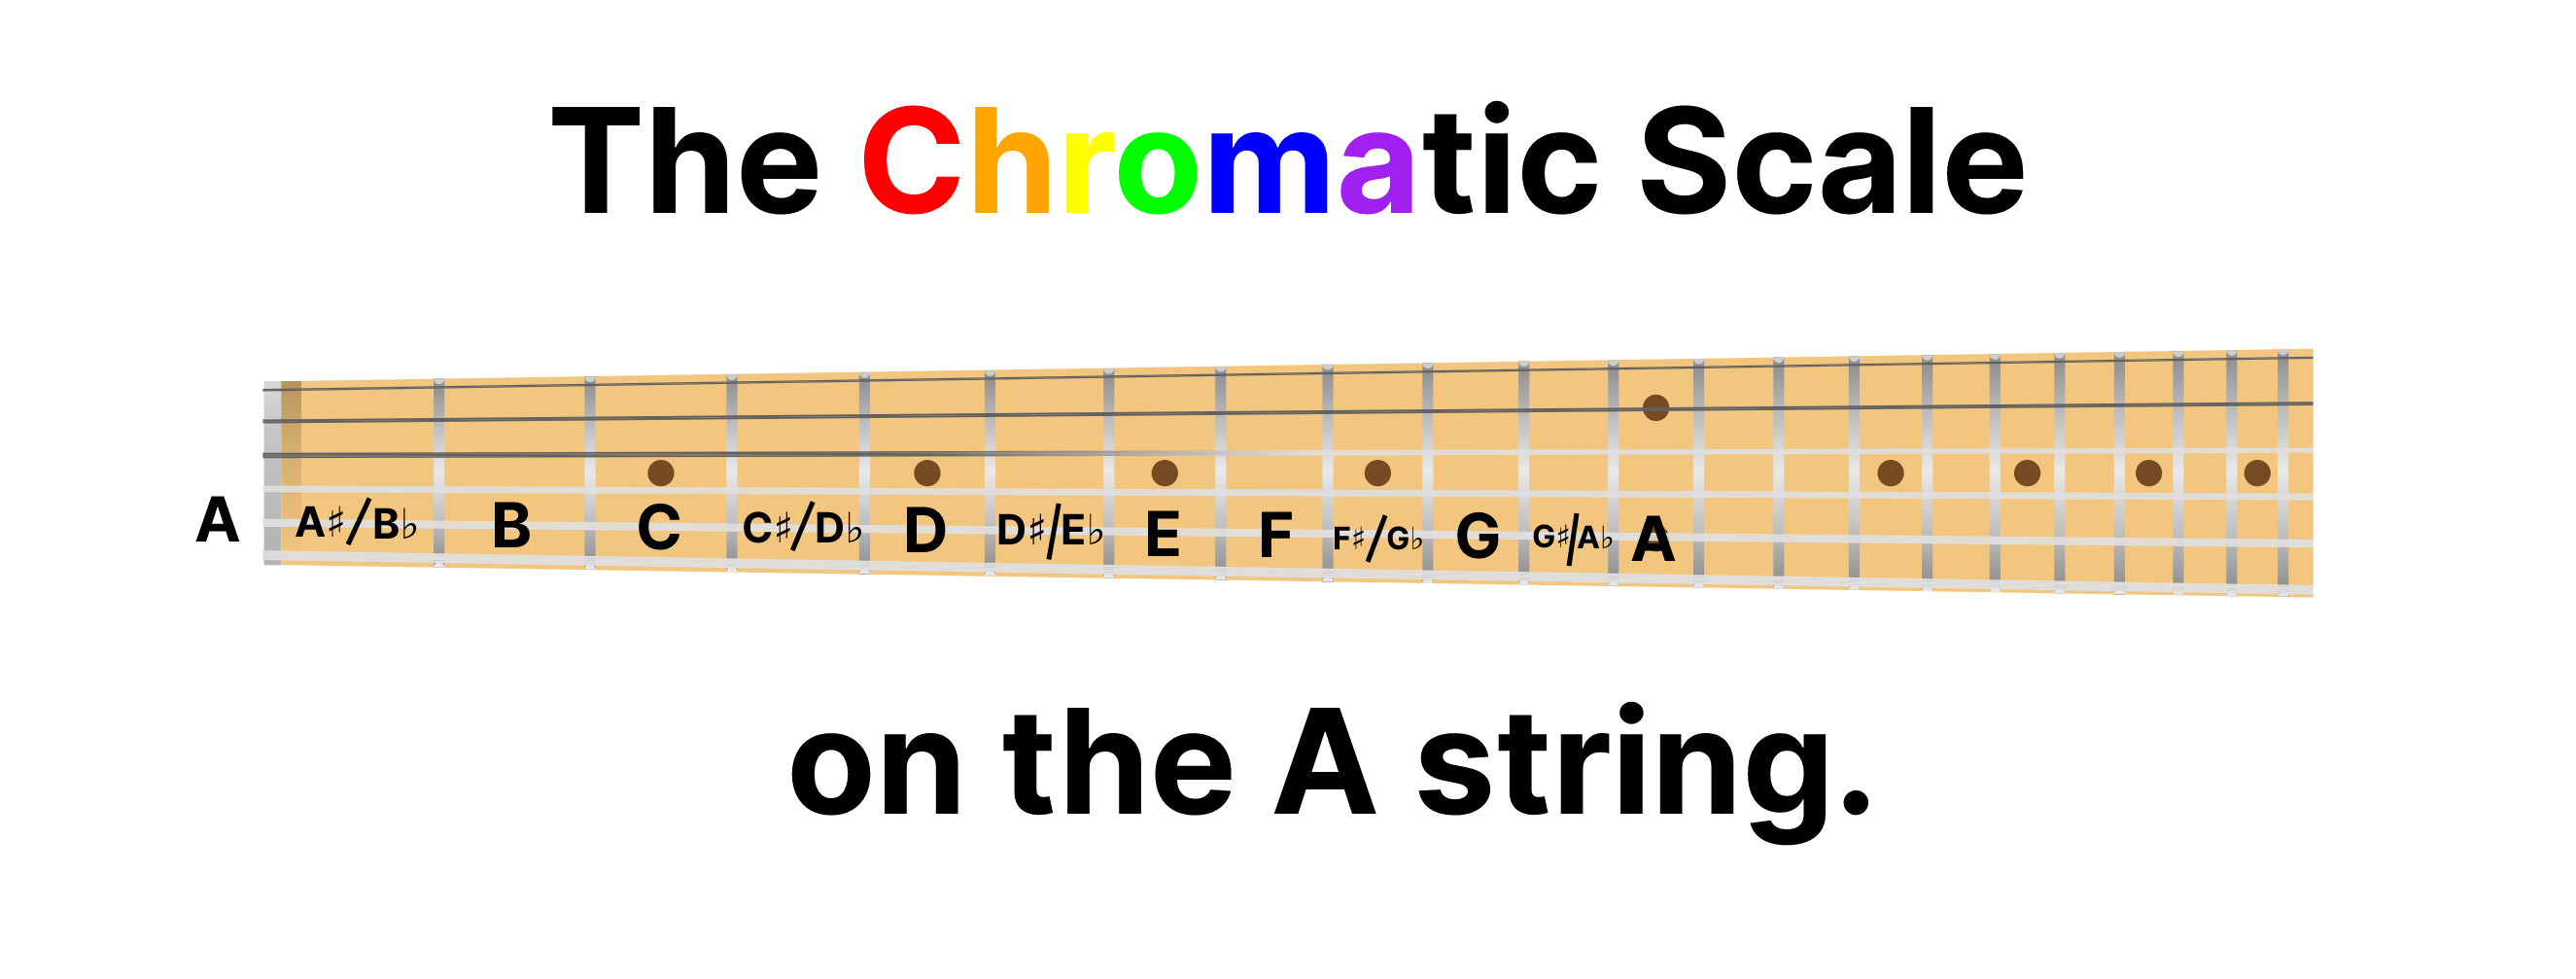 The Chromatic Scale
A A♯/B♭ B C C♯/D♭ D D♯/E♭ E F F♯/G♭ G G♯/A♭ A
on the A string.